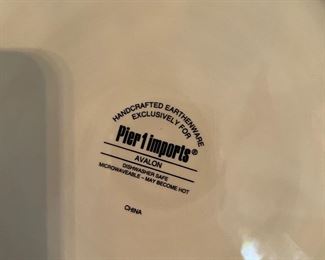 HANDCRAFTED EARTHENWARE
EXCLUSIVELY FOR
Pier 1 imports®
AVALON
DISHWASHER SAFE
MICROWAVEABLE - MAY BECOME HOT
CHINA